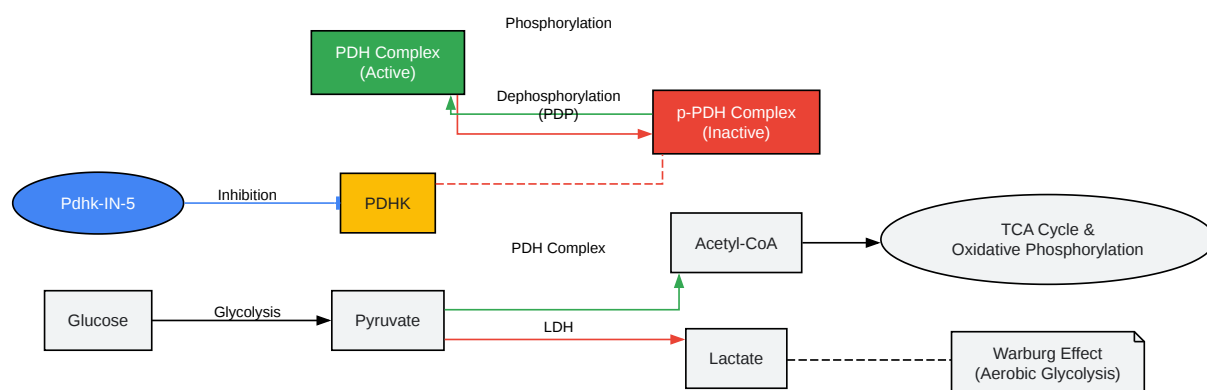 Phosphorylation
PDH Complex
(Active)
Dephosphorylation
(PDP)
p-PDH Complex
(Inactive)
Pdhk-IN-5
Inhibition
PDHK
PDH Complex
Acetyl-CoA
TCA Cycle &
Oxidative Phosphorylation
Glucose
Glycolysis
Pyruvate
LDH
Lactate
Warburg Effect
(Aerobic Glycolysis)